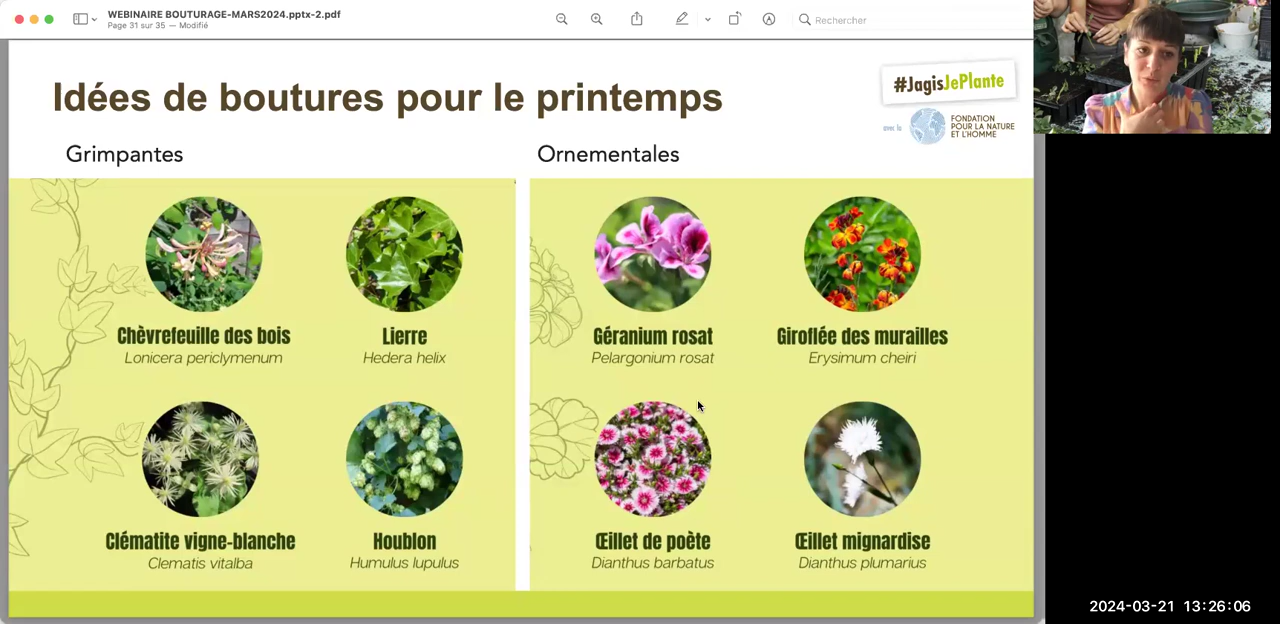 WEBINAIRE BOUTURAGE-MARS2024.pptx-2.pdf
Page 31 sur 35 — Modifié
Rechercher
Idées de boutures pour le printemps
#JagisJePlante
avec la
FONDATION
POUR LA NATURE
ET L'HOMME
Grimpantes
Ornementales
Chèvrefeuille des bois
Lonicera periclymenum
Lierre
Hedera helix
Géranium rosat
Pelargonium rosat
Giroflée des murailles
Erysimum cheiri
Clématite vigne-blanche
Clematis vitalba
Houblon
Humulus lupulus
Œillet de poète
Dianthus barbatus
Œillet mignardise
Dianthus plumarius
2024-03-21 13:26:06